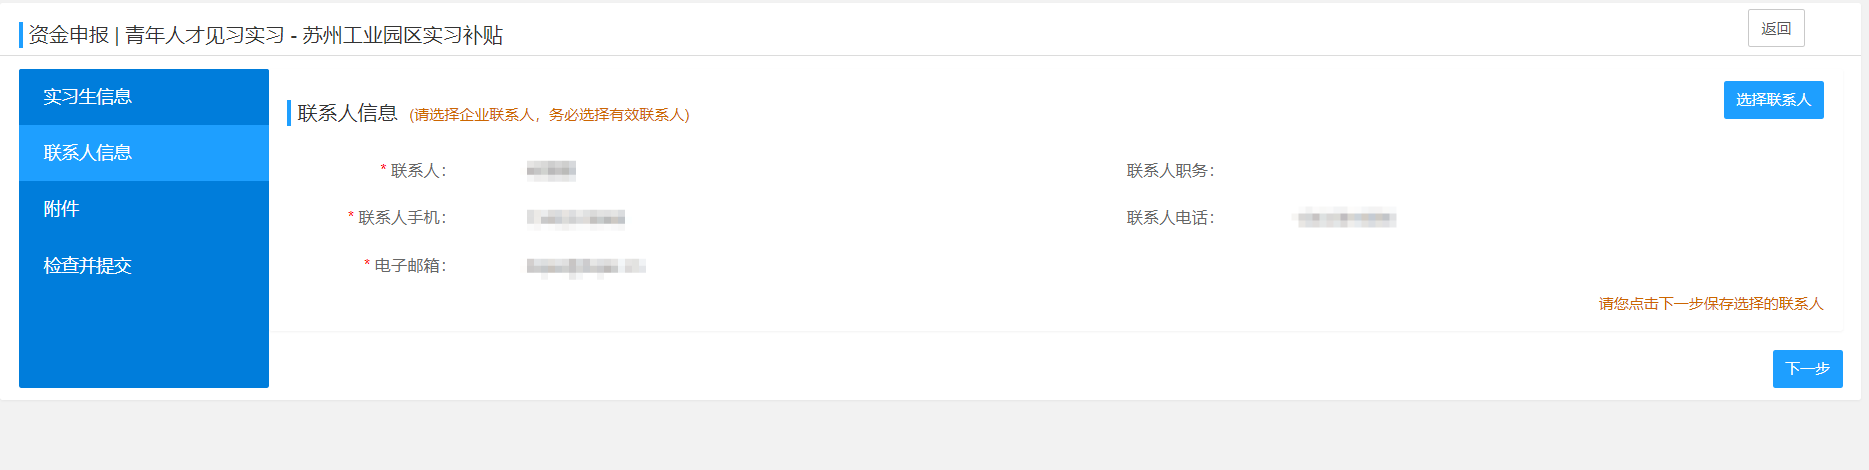 资金申报 | 青年人才见习实习 - 苏州工业园区实习补贴
返回
实习生信息
联系人信息
附件
检查并提交
联系人信息 (请选择企业联系人，务必选择有效联系人)
选择联系人
* 联系人：
联系人职务：
* 联系人手机：
联系人电话：
* 电子邮箱：
请您点击下一步保存选择的联系人
下一步